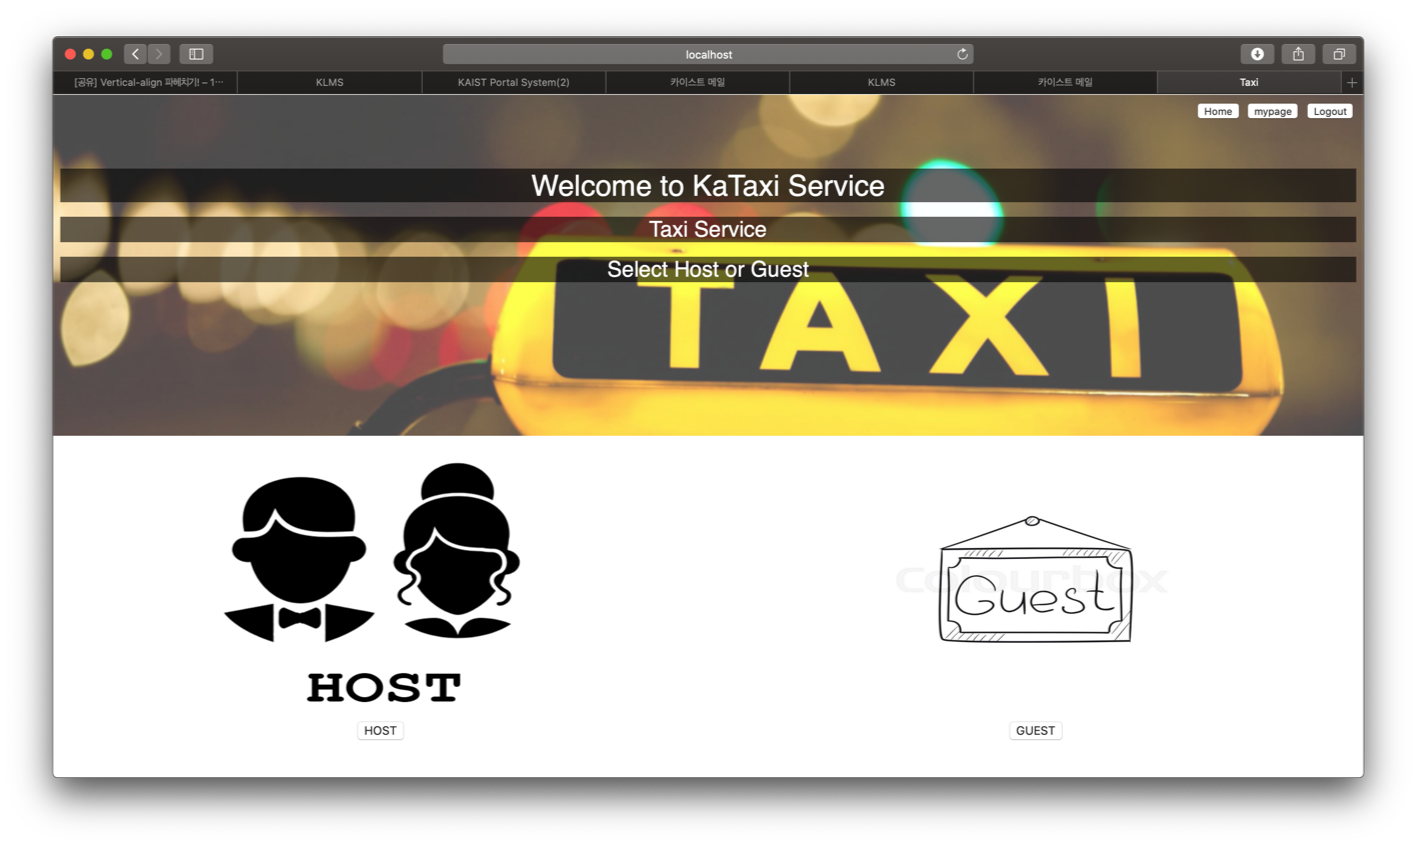 localhost
[공유] Vertical-align 파헤치기! – 1…
KLMS
KAIST Portal System(2)
카이스트 메일
KLMS
카이스트 메일
Taxi
Home
mypage
Logout
Welcome to KaTaxi Service
Taxi Service
Select Host or Guest
TAXI
colourbox
Guest
HOST
HOST
GUEST